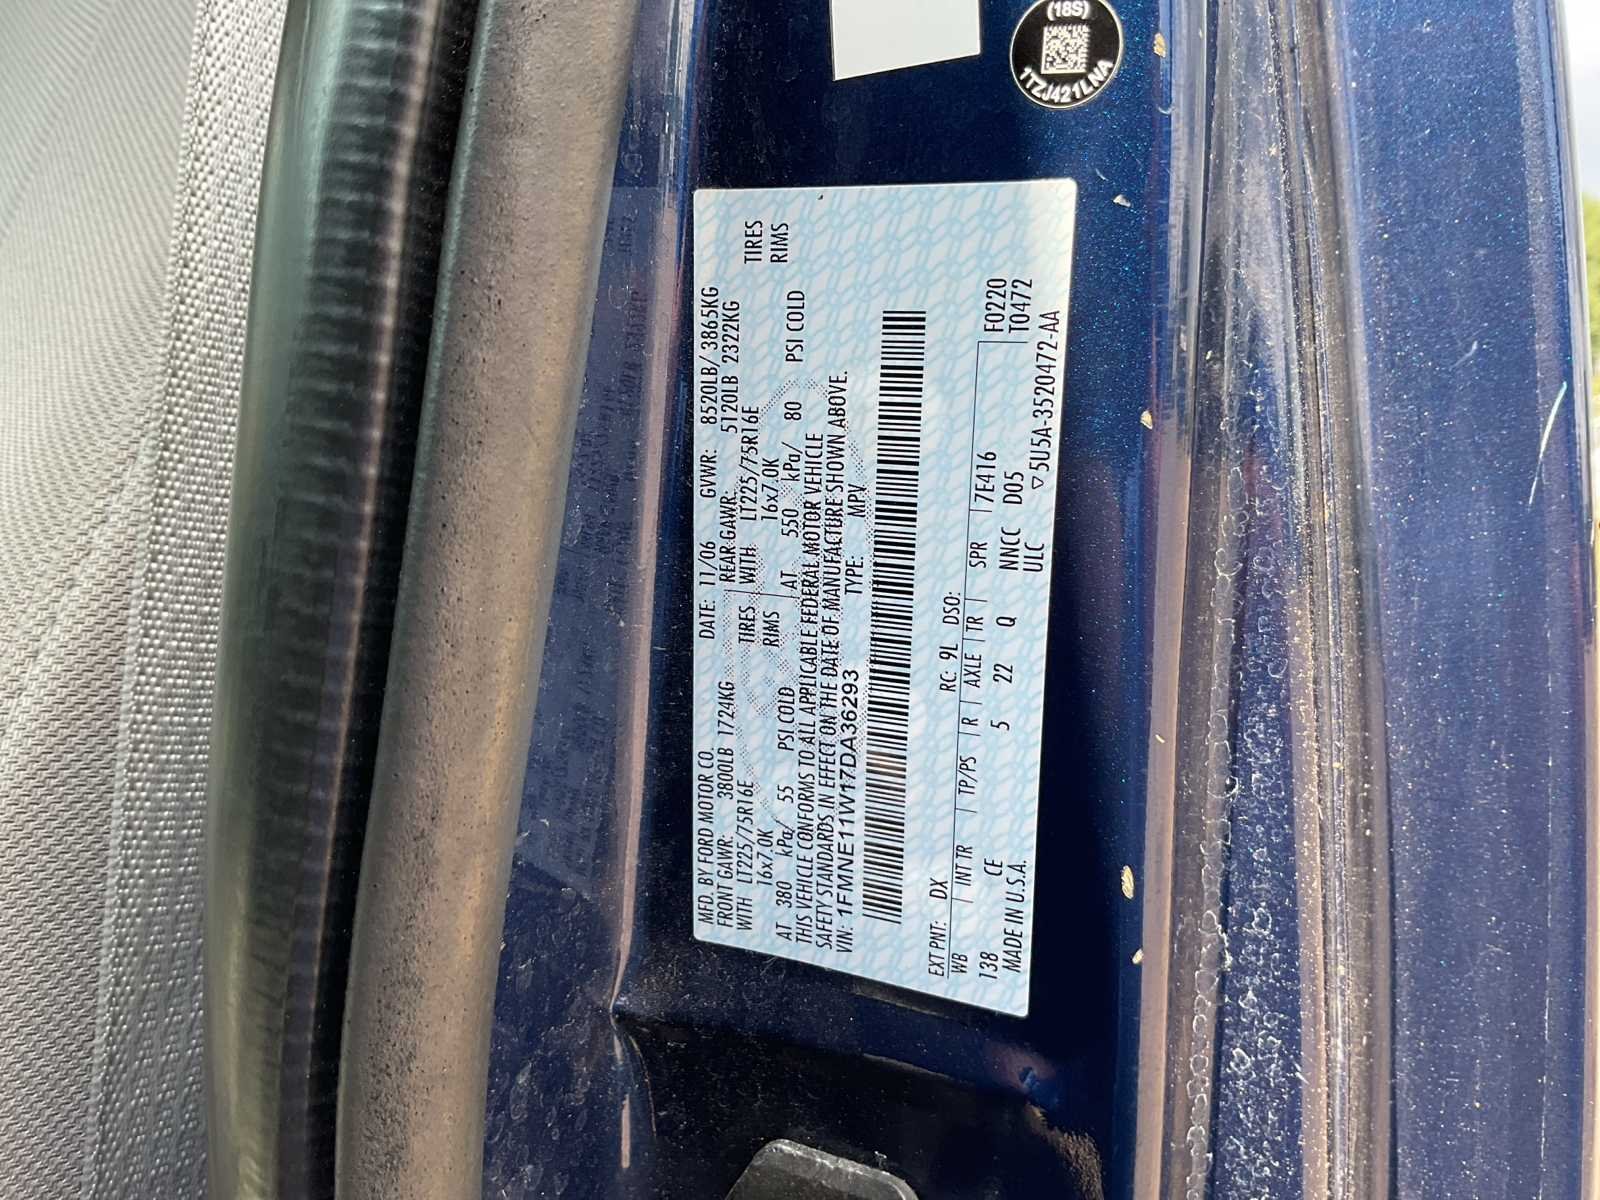 (18S)
1TZJ421LNA
MFD. BY FORD MOTOR CO. DATE: 11/06 GVWR: 8520LB/ 3865KG
FRONT GAWR: 3800LB 1724KG REAR GAWR: 5120LB 2322KG
WITH LT225/75R16E TIRES WITH LT225/75R16E TIRES
16x7.0K RIMS 16x7.0K RIMS
AT 380 kPa/ 55 PSI COLD AT 550 kPa/ 80 PSI COLD
THIS VEHICLE CONFORMS TO ALL APPLICABLE FEDERAL MOTOR VEHICLE
SAFETY STANDARDS IN EFFECT ON THE DATE OF MANUFACTURE SHOWN ABOVE.
VIN: 1FMNE11W17DA36293 TYPE: MPV
EXT PNT: DX RC: 9L DSO: F0220
WB INT TR TP/PS R AXLE TR SPR 7E416 T0472
138 CE 5 22 Q NNCC D05
MADE IN U.S.A. ULC ▽5U5A-3520472-AA